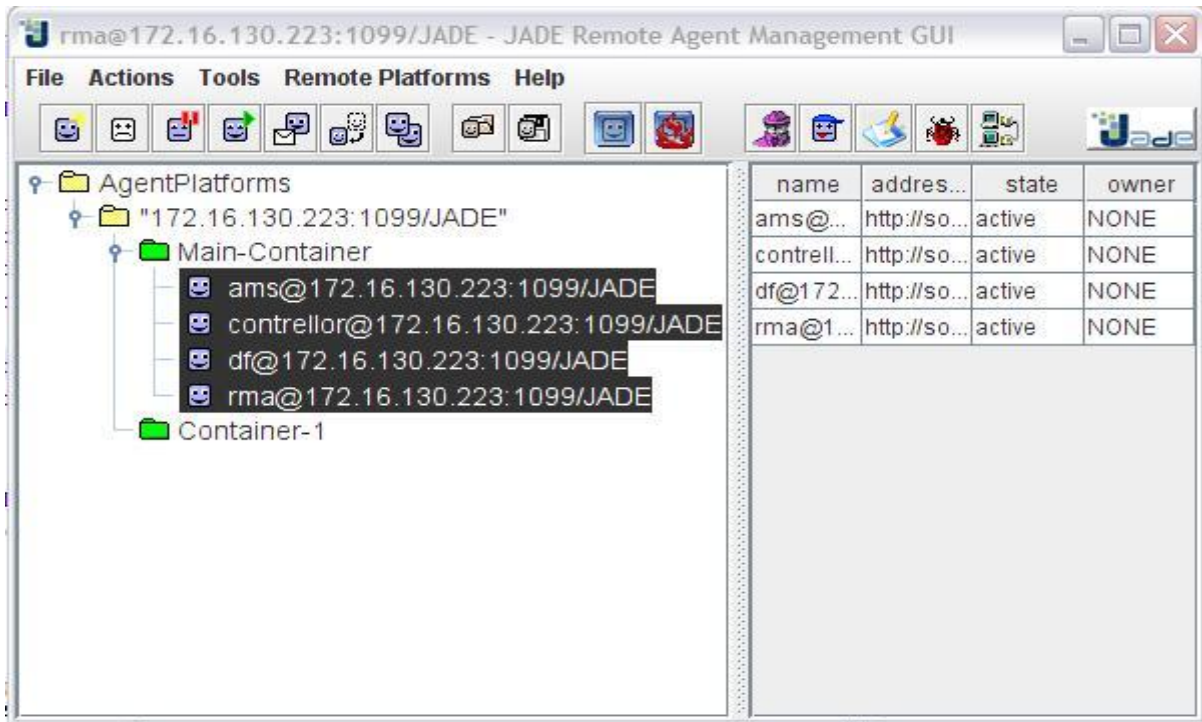 rma@172.16.130.223:1099/JADE - JADE Remote Agent Management GUI
File Actions Tools Remote Platforms Help
Jade
AgentPlatforms
"172.16.130.223:1099/JADE"
Main-Container
ams@172.16.130.223:1099/JADE
contrellor@172.16.130.223:1099/JADE
df@172.16.130.223:1099/JADE
rma@172.16.130.223:1099/JADE
Container-1
name addres... state owner
ams@... http://so... active NONE
contrell... http://so... active NONE
df@172... http://so... active NONE
rma@1... http://so... active NONE